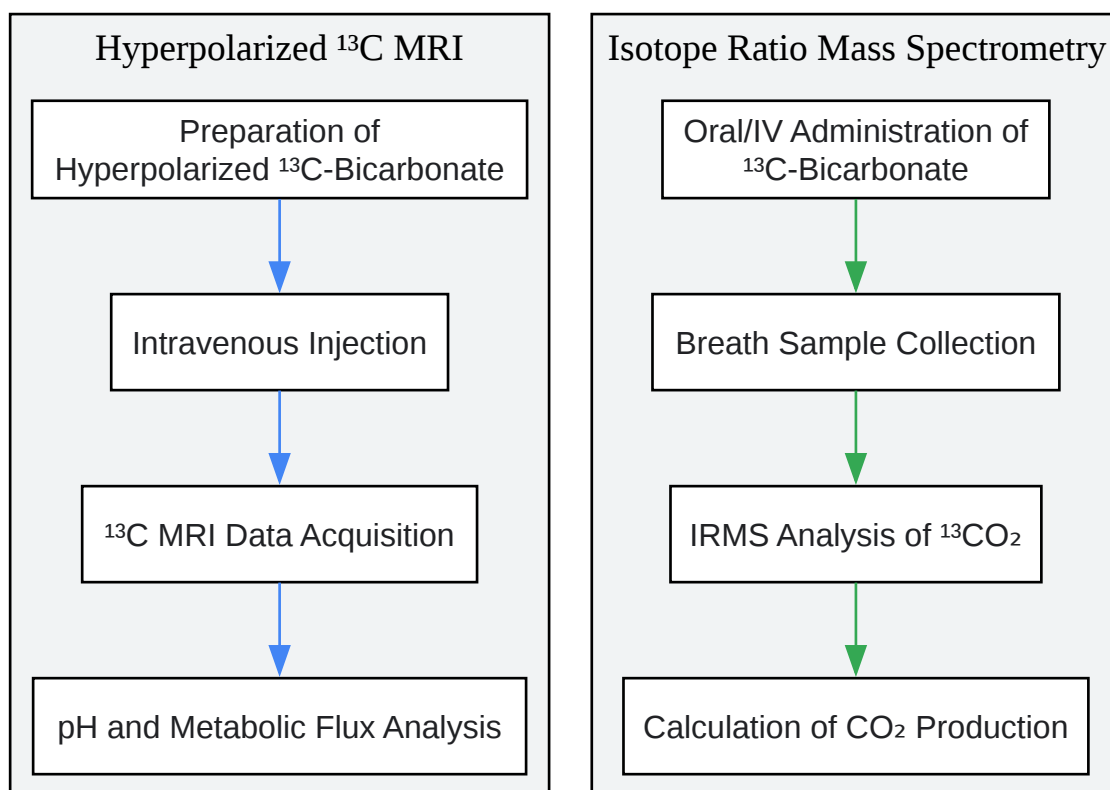 Hyperpolarized ¹³C MRI
Preparation of
Hyperpolarized ¹³C-Bicarbonate
Intravenous Injection
¹³C MRI Data Acquisition
pH and Metabolic Flux Analysis
Isotope Ratio Mass Spectrometry
Oral/IV Administration of
¹³C-Bicarbonate
Breath Sample Collection
IRMS Analysis of ¹³CO₂
Calculation of CO₂ Production